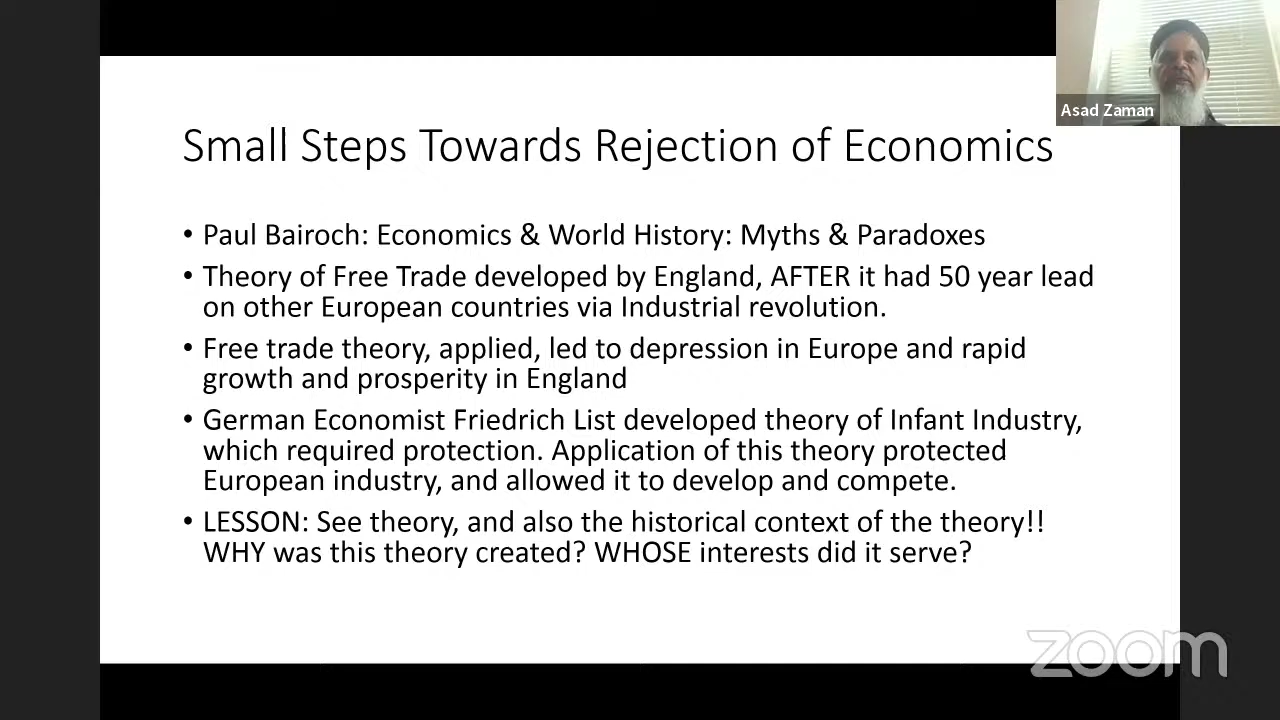 Asad Zaman
Small Steps Towards Rejection of Economics
• Paul Bairoch: Economics & World History: Myths & Paradoxes
• Theory of Free Trade developed by England, AFTER it had 50 year lead
on other European countries via Industrial revolution.
• Free trade theory, applied, led to depression in Europe and rapid
growth and prosperity in England
• German Economist Friedrich List developed theory of Infant Industry,
which required protection. Application of this theory protected
European industry, and allowed it to develop and compete.
• LESSON: See theory, and also the historical context of the theory!!
WHY was this theory created? WHOSE interests did it serve?
zoom